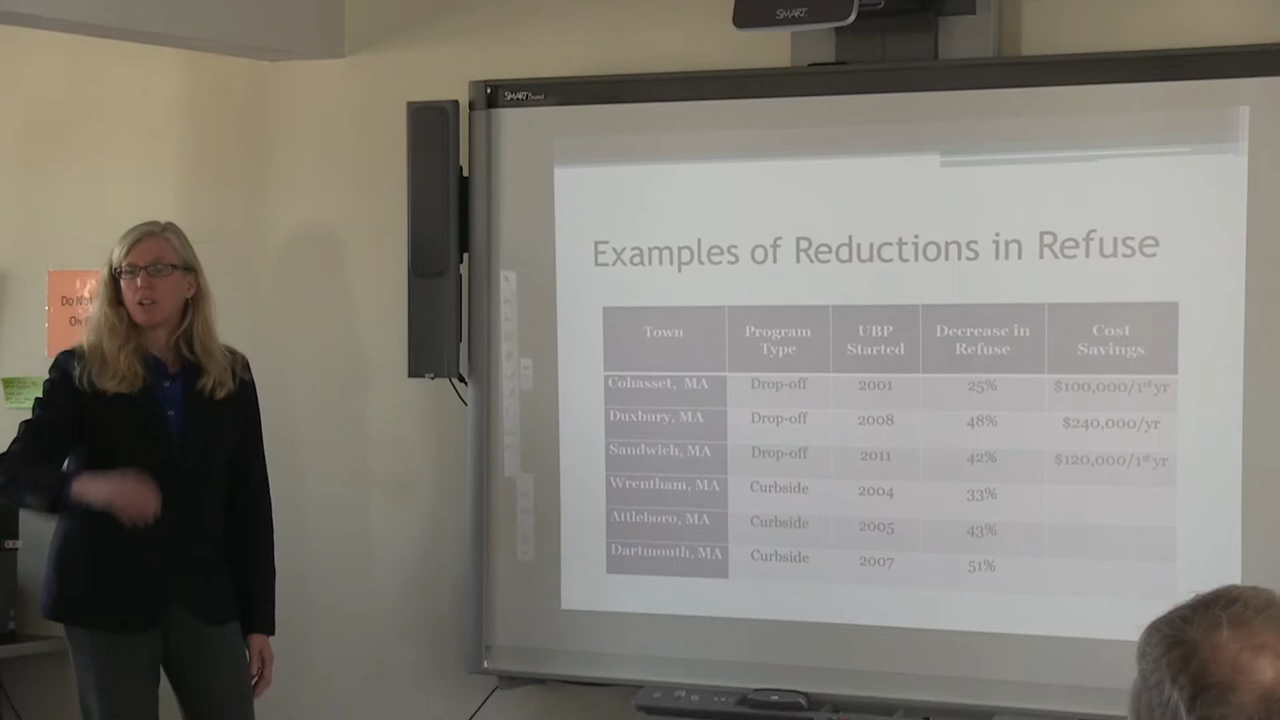 SMART
SMART Board
Do Not
Examples of Reductions in Refuse
Town Program Type UBP Started Decrease in Refuse Cost Savings
Cohasset, MA Drop-off 2001 25% $100,000/1st yr
Duxbury, MA Drop-off 2008 48% $240,000/yr
Sandwich, MA Drop-off 2011 42% $120,000/1st yr
Wrentham, MA Curbside 2004 33%
Attleboro, MA Curbside 2005 43%
Dartmouth, MA Curbside 2007 51%